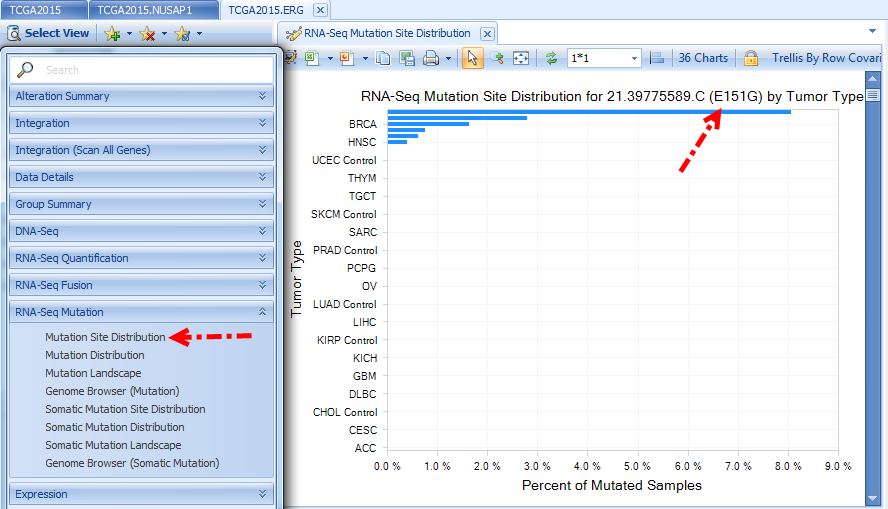 TCGA2015
TCGA2015.NUSAP1
TCGA2015.ERG
Select View
Search
Alteration Summary
Integration
Integration (Scan All Genes)
Data Details
Group Summary
DNA-Seq
RNA-Seq Quantification
RNA-Seq Fusion
RNA-Seq Mutation
Mutation Site Distribution
Mutation Distribution
Mutation Landscape
Genome Browser (Mutation)
Somatic Mutation Site Distribution
Somatic Mutation Distribution
Somatic Mutation Landscape
Genome Browser (Somatic Mutation)
Expression
RNA-Seq Mutation Site Distribution
1*1
36 Charts
Trellis By Row Covari
RNA-Seq Mutation Site Distribution for 21.39775589.C (E151G) by Tumor Type
Tumor Type
BRCA
HNSC
UCEC Control
THYM
TGCT
SKCM Control
SARC
PRAD Control
PCPG
OV
LUAD Control
LIHC
KIRP Control
KICH
GBM
DLBC
CHOL Control
CESC
ACC
0.0 % 1.0 % 2.0 % 3.0 % 4.0 % 5.0 % 6.0 % 7.0 % 8.0 % 9.0 %
Percent of Mutated Samples